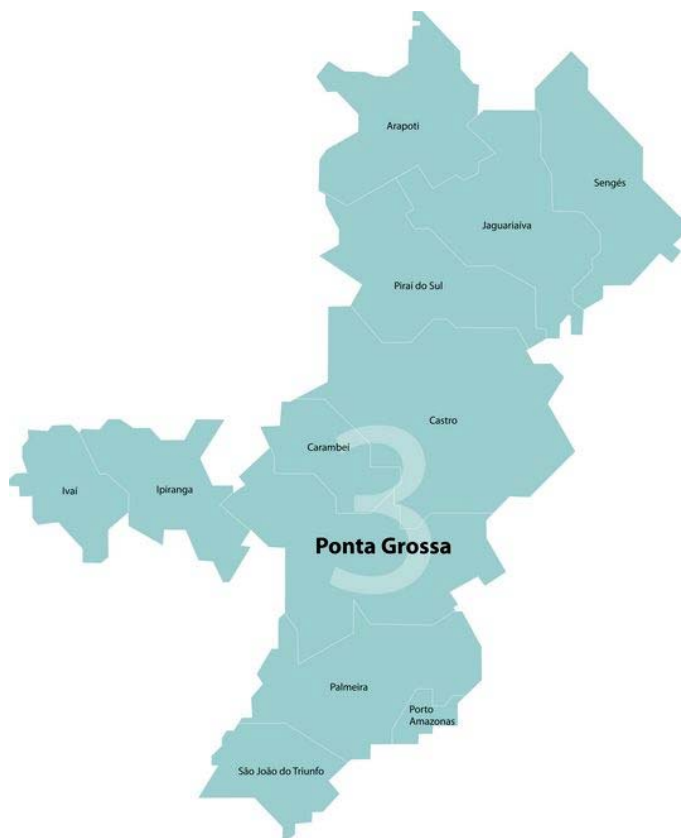 Arapoti
Sengés
Jaguariaíva
Piraí do Sul
Castro
Carambeí
Ivaí
Ipiranga
3
Ponta Grossa
Palmeira
Porto
Amazonas
São João do Triunfo